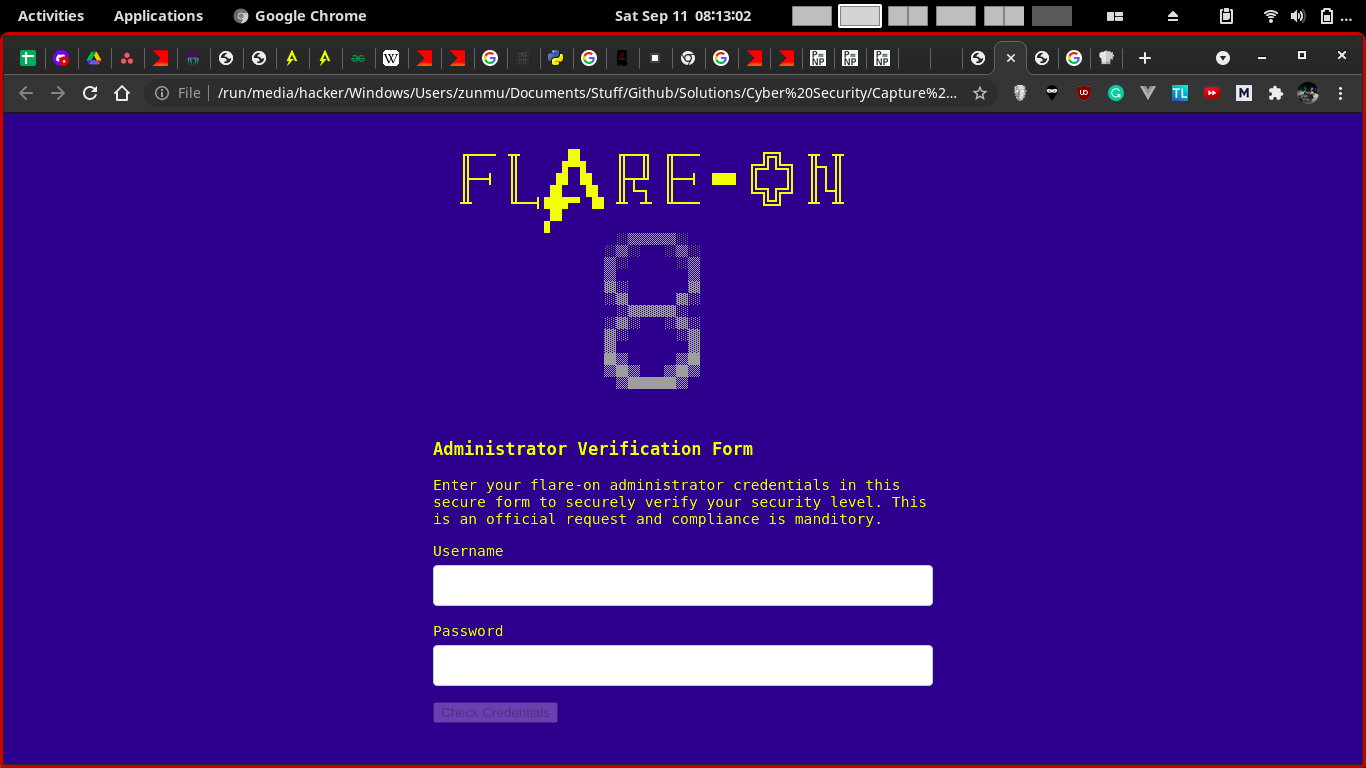 Activities Applications Google Chrome Sat Sep 11 08:13:02 ...
File /run/media/hacker/Windows/Users/zunmu/Documents/Stuff/Github/Solutions/Cyber%20Security/Capture%2...
FLARE-ON
8
Administrator Verification Form
Enter your flare-on administrator credentials in this
secure form to securely verify your security level. This
is an official request and compliance is manditory.
Username
Password
Check Credentials